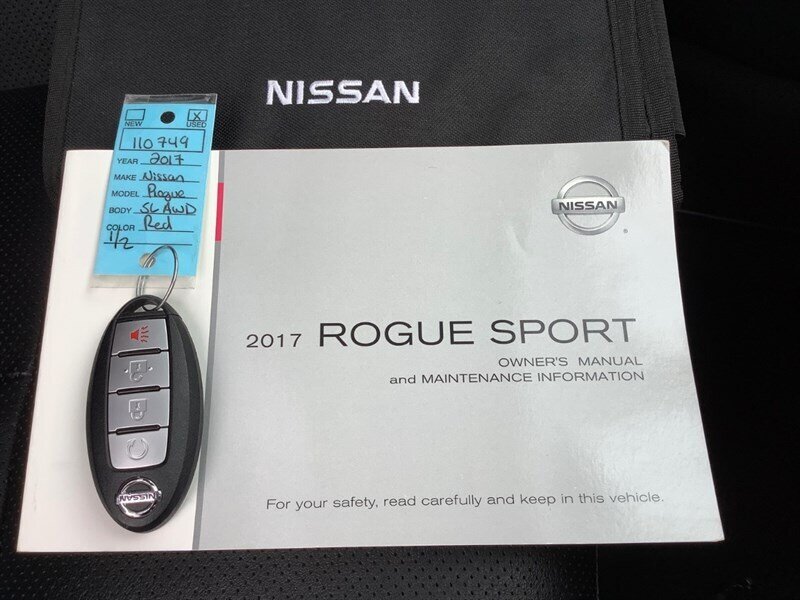 NISSAN
NEW X USED
110749
YEAR 2017
MAKE Nissan
MODEL Rogue
BODY SL AWD
COLOR Red
1/2
NISSAN
2017 ROGUE SPORT
OWNER'S MANUAL
and MAINTENANCE INFORMATION
For your safety, read carefully and keep in this vehicle.
NISSAN